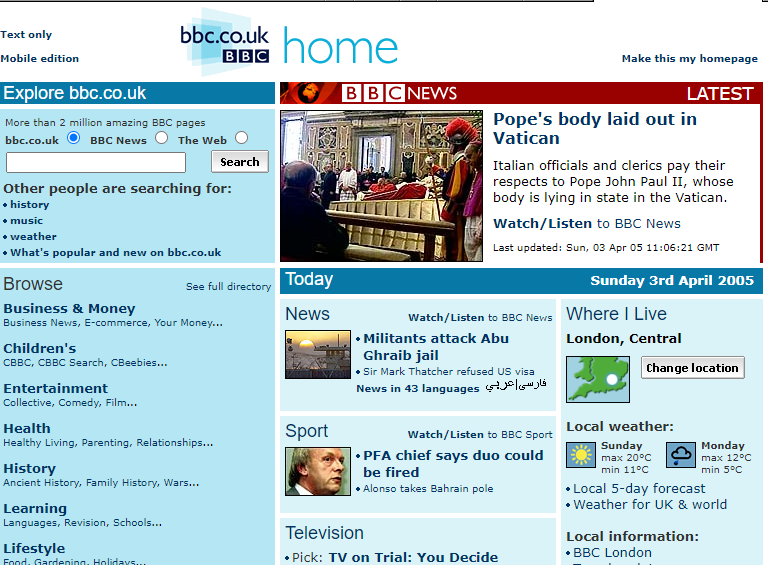 Text only
Mobile edition
bbc.co.uk
BBC
home
Make this my homepage
Explore bbc.co.uk
More than 2 million amazing BBC pages
bbc.co.uk BBC News The Web
Search
Other people are searching for:
history
music
weather
What's popular and new on bbc.co.uk
BBC NEWS LATEST
Pope's body laid out in
Vatican
Italian officials and clerics pay their
respects to Pope John Paul II, whose
body is lying in state in the Vatican.
Watch/Listen to BBC News
Last updated: Sun, 03 Apr 05 11:06:21 GMT
Browse See full directory
Business & Money
Business News, E-commerce, Your Money...
Children's
CBBC, CBBC Search, CBeebies...
Entertainment
Collective, Comedy, Film...
Health
Healthy Living, Parenting, Relationships...
History
Ancient History, Family History, Wars...
Learning
Languages, Revision, Schools...
Lifestyle
Food, Gardening, Holidays...
Today Sunday 3rd April 2005
News Watch/Listen to BBC News
Militants attack Abu
Ghraib jail
Sir Mark Thatcher refused US visa
News in 43 languages فارسی|عربي
Sport Watch/Listen to BBC Sport
PFA chief says duo could
be fired
Alonso takes Bahrain pole
Television
Pick: TV on Trial: You Decide
Where I Live
London, Central
Change location
Local weather:
Sunday
max 20°C
min 11°C
Monday
max 12°C
min 5°C
Local 5-day forecast
Weather for UK & world
Local information:
BBC London